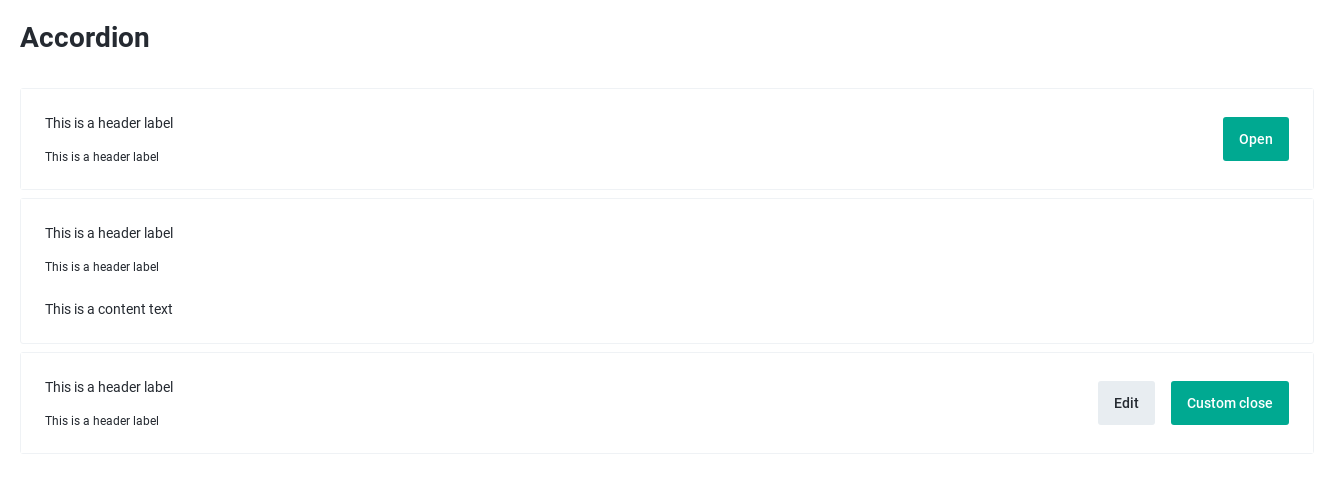 Accordion
This is a header label
Open
This is a header label
This is a header label
This is a header label
This is a content text
This is a header label
Edit
Custom close
This is a header label